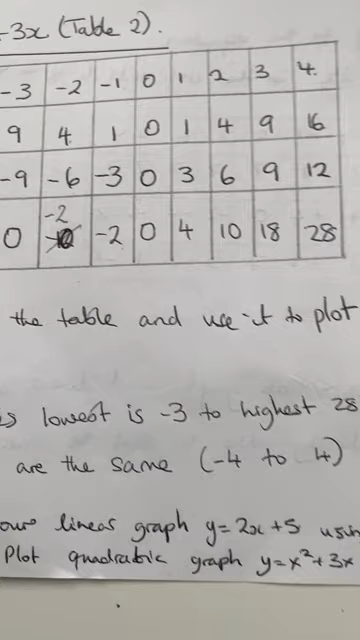 -3x (Table 2).
-3 -2 -1 0 1 2 3 4
9 4 1 0 1 4 9 16
-9 -6 -3 0 3 6 9 12
0 -2 -2 0 4 10 18 28
the table and use it to plot
lowest is -3 to highest 28
are the same (-4 to 4)
linear graph y=2x+5
Plot quadratic graph y=x²+3x